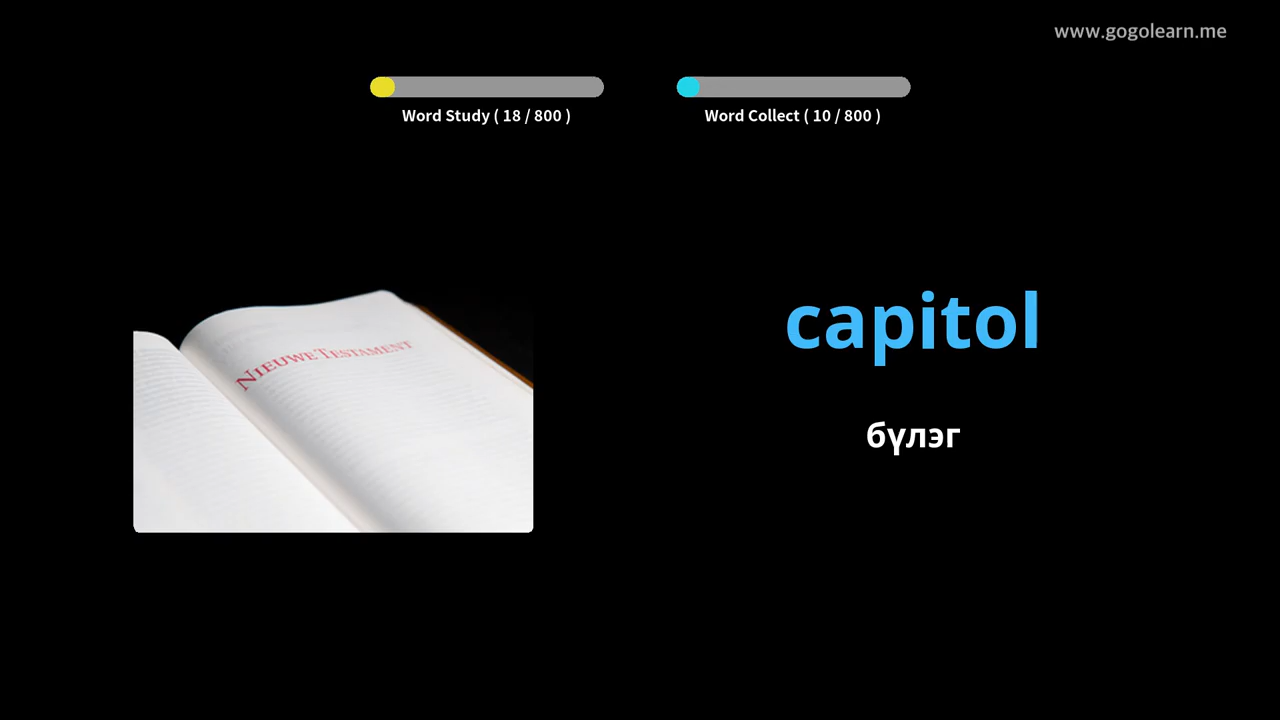 www.gogolearn.me
Word Study ( 18 / 800 )
Word Collect ( 10 / 800 )
NIEUWE TESTAMENT
capitol
бүлэг